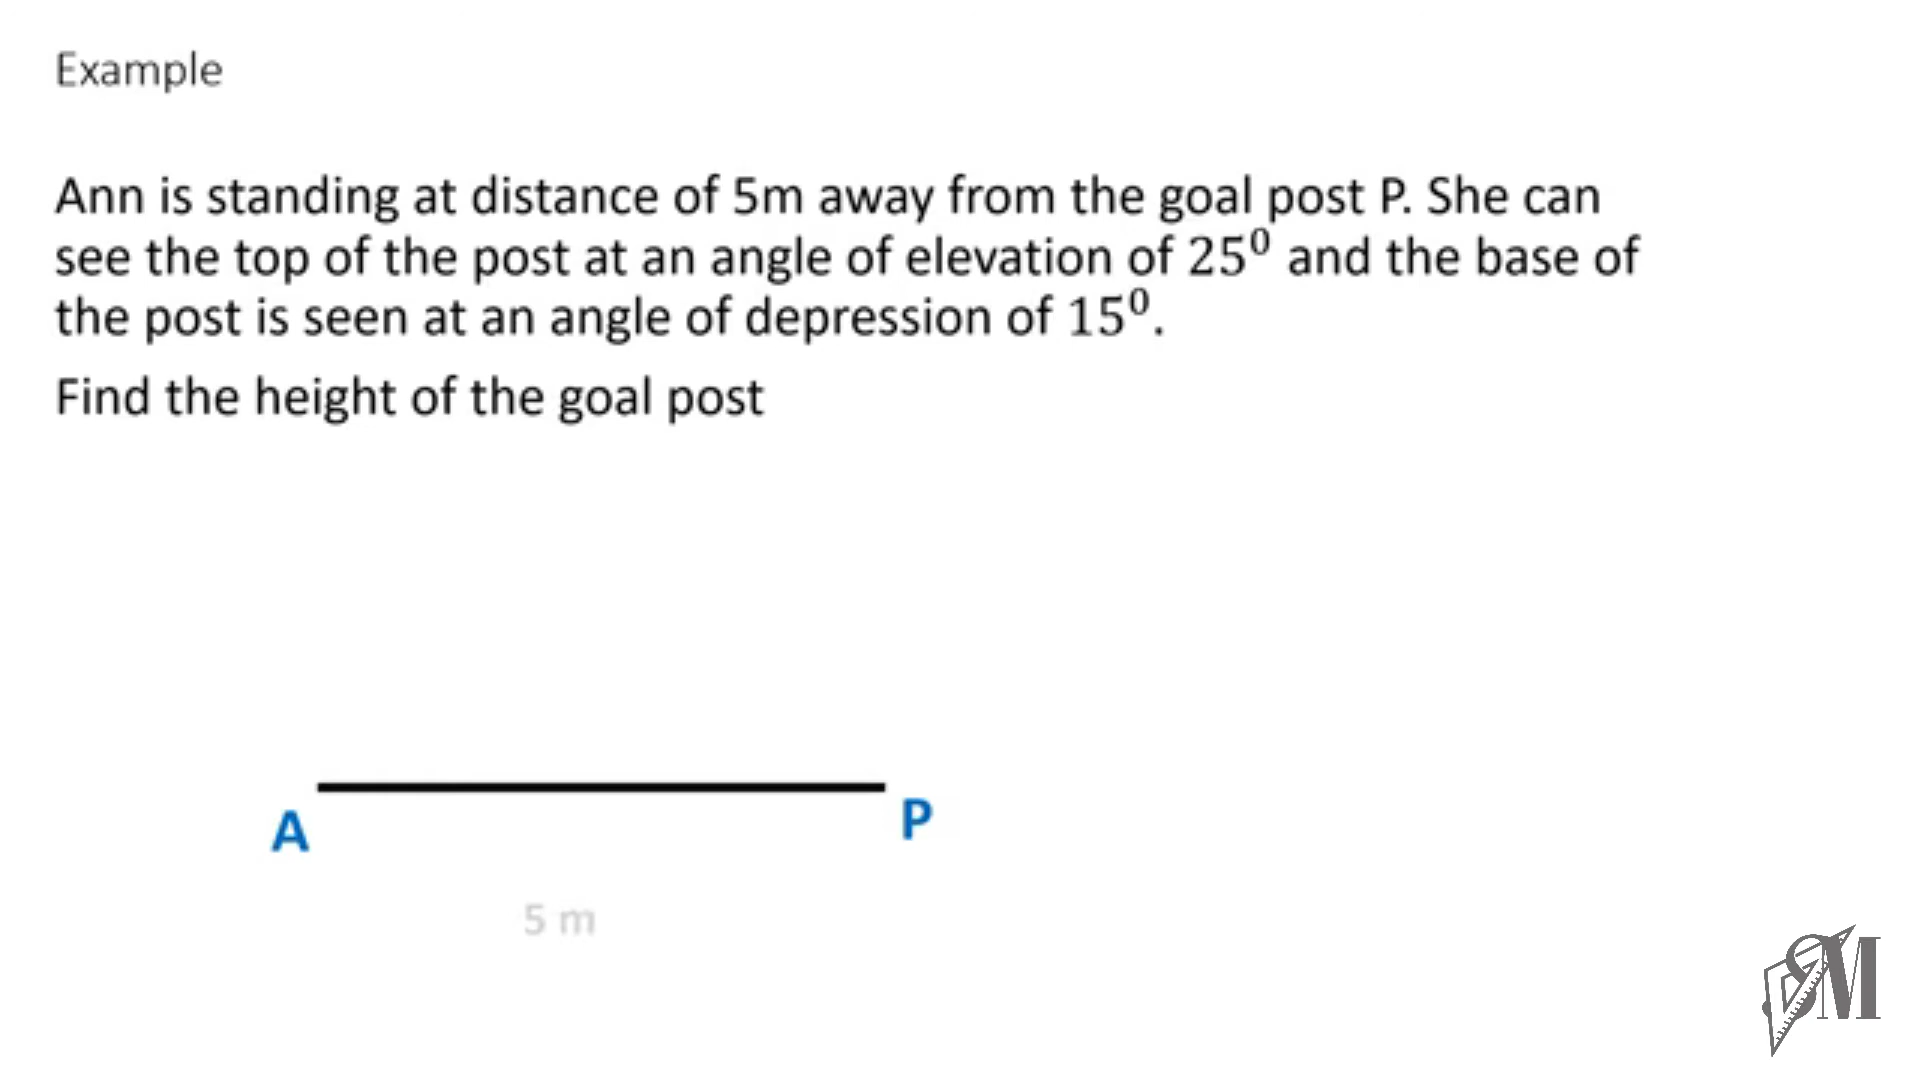 Example
Ann is standing at distance of 5m away from the goal post P. She can
see the top of the post at an angle of elevation of 25⁰ and the base of
the post is seen at an angle of depression of 15⁰.
Find the height of the goal post
A
P
5 m
SM